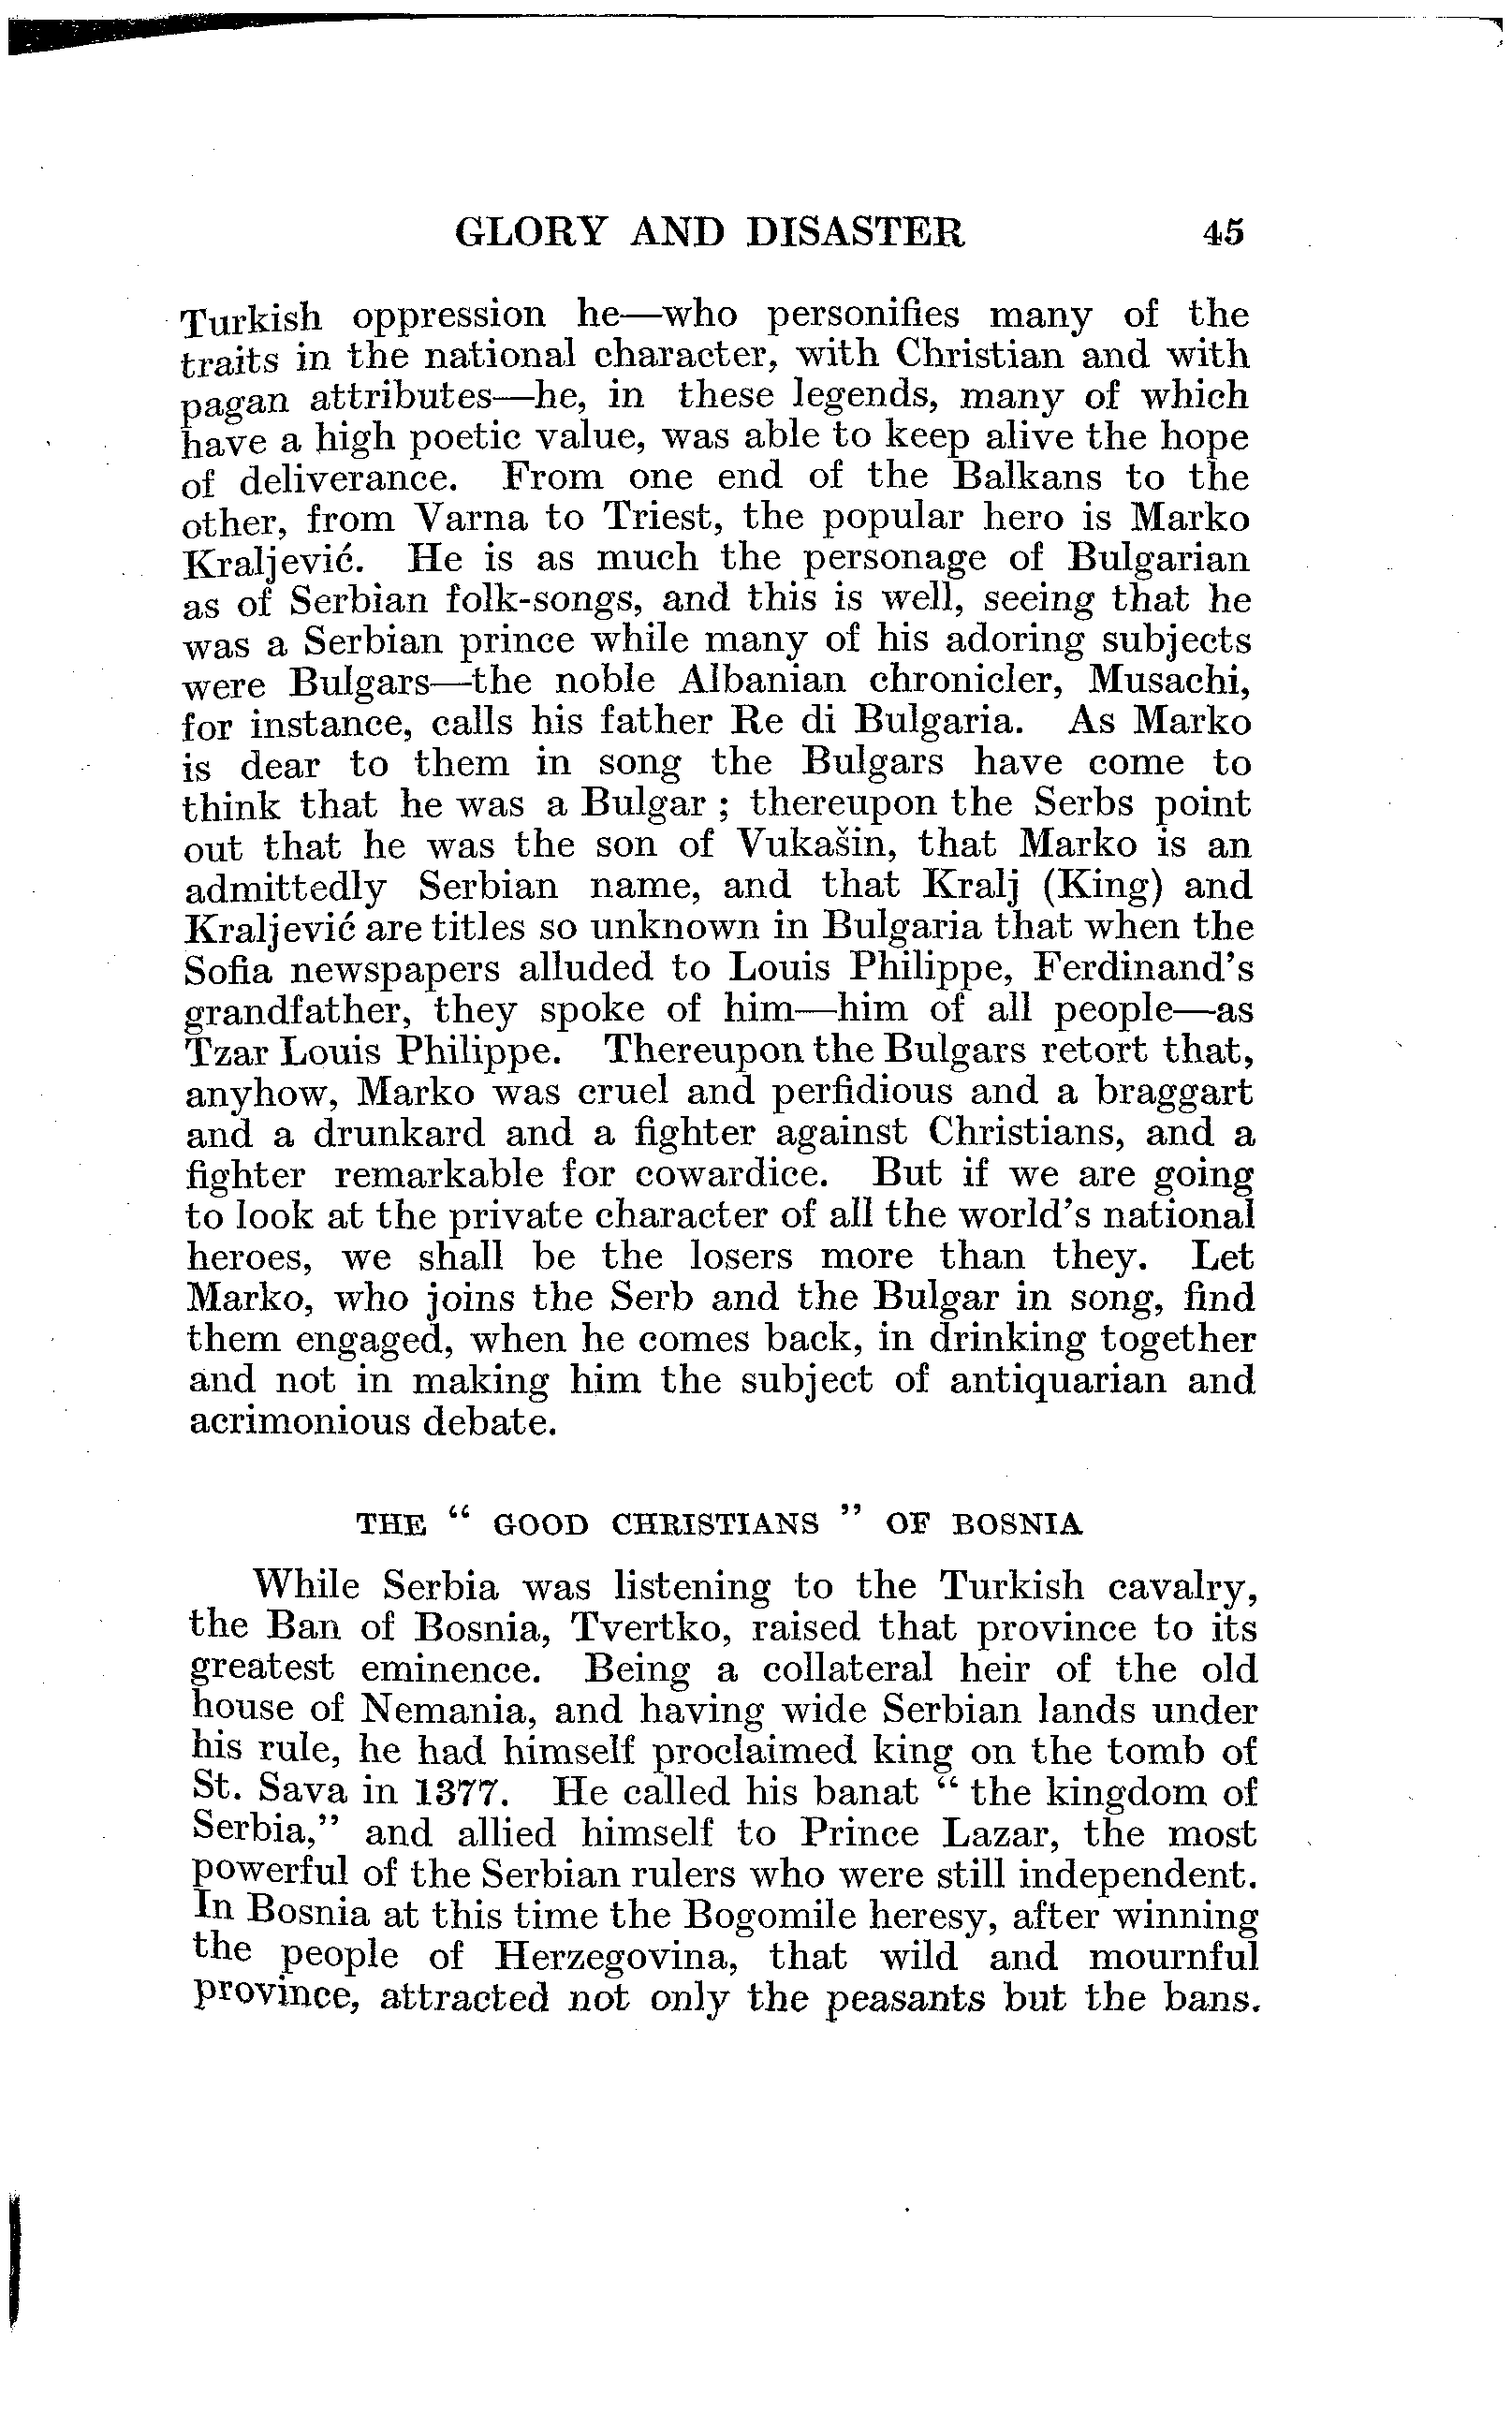 GLORY AND DISASTER 45
Turkish oppression he—who personifies many of the
traits in the national character, with Christian and with
pagan attributes—he, in these legends, many of which
have a high poetic value, was able to keep alive the hope
of deliverance. From one end of the Balkans to the
other, from Varna to Triest, the popular hero is Marko
Kraljević. He is as much the personage of Bulgarian
as of Serbian folk-songs, and this is well, seeing that he
was a Serbian prince while many of his adoring subjects
were Bulgars—the noble Albanian chronicler, Musachi,
for instance, calls his father Re di Bulgaria. As Marko
is dear to them in song the Bulgars have come to
think that he was a Bulgar ; thereupon the Serbs point
out that he was the son of Vukašin, that Marko is an
admittedly Serbian name, and that Kralj (King) and
Kraljević are titles so unknown in Bulgaria that when the
Sofia newspapers alluded to Louis Philippe, Ferdinand's
grandfather, they spoke of him—him of all people—as
Tzar Louis Philippe. Thereupon the Bulgars retort that,
anyhow, Marko was cruel and perfidious and a braggart
and a drunkard and a fighter against Christians, and a
fighter remarkable for cowardice. But if we are going
to look at the private character of all the world's national
heroes, we shall be the losers more than they. Let
Marko, who joins the Serb and the Bulgar in song, find
them engaged, when he comes back, in drinking together
and not in making him the subject of antiquarian and
acrimonious debate.
THE " GOOD CHRISTIANS " OF BOSNIA
While Serbia was listening to the Turkish cavalry,
the Ban of Bosnia, Tvertko, raised that province to its
greatest eminence. Being a collateral heir of the old
house of Nemania, and having wide Serbian lands under
his rule, he had himself proclaimed king on the tomb of
St. Sava in 1377. He called his banat " the kingdom of
Serbia," and allied himself to Prince Lazar, the most
powerful of the Serbian rulers who were still independent.
In Bosnia at this time the Bogomile heresy, after winning
the people of Herzegovina, that wild and mournful
province, attracted not only the peasants but the bans.